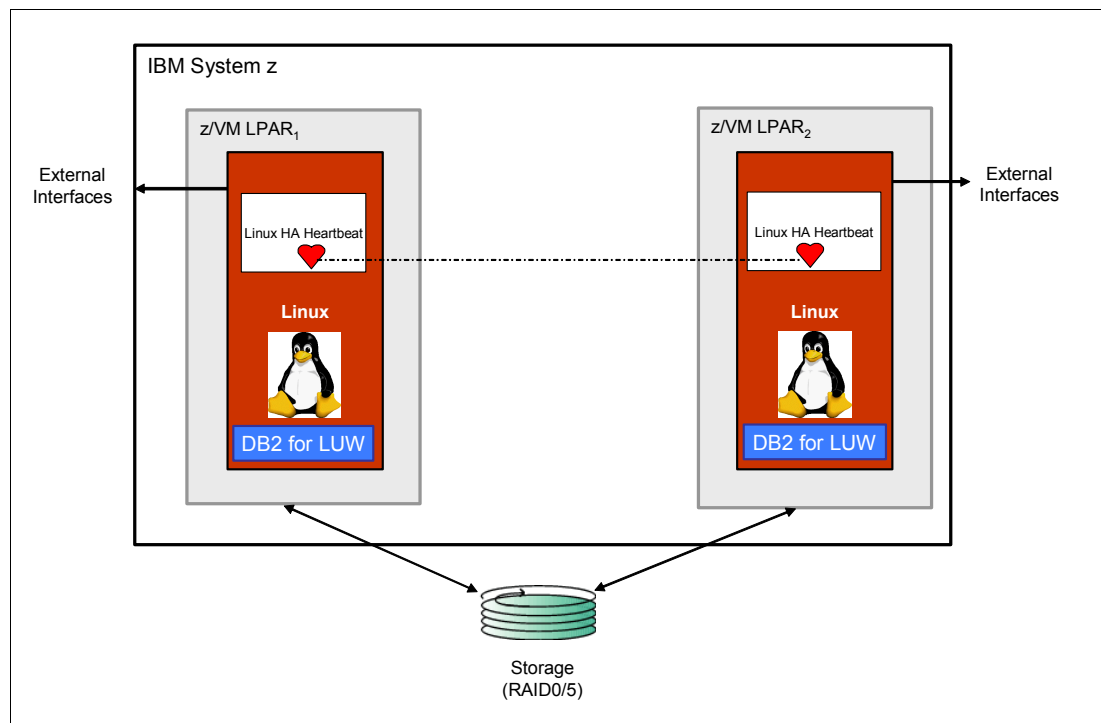 IBM System z
z/VM LPAR1
z/VM LPAR2
External
Interfaces
External
Interfaces
Linux HA Heartbeat
Linux HA Heartbeat
Linux
Linux
DB2 for LUW
DB2 for LUW
Storage
(RAID0/5)